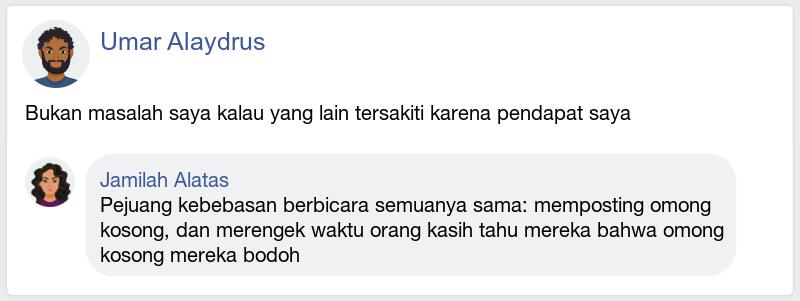 Umar Alaydrus
Bukan masalah saya kalau yang lain tersakiti karena pendapat saya
Jamilah Alatas
Pejuang kebebasan berbicara semuanya sama: memposting omong
kosong, dan merengek waktu orang kasih tahu mereka bahwa omong
kosong mereka bodoh